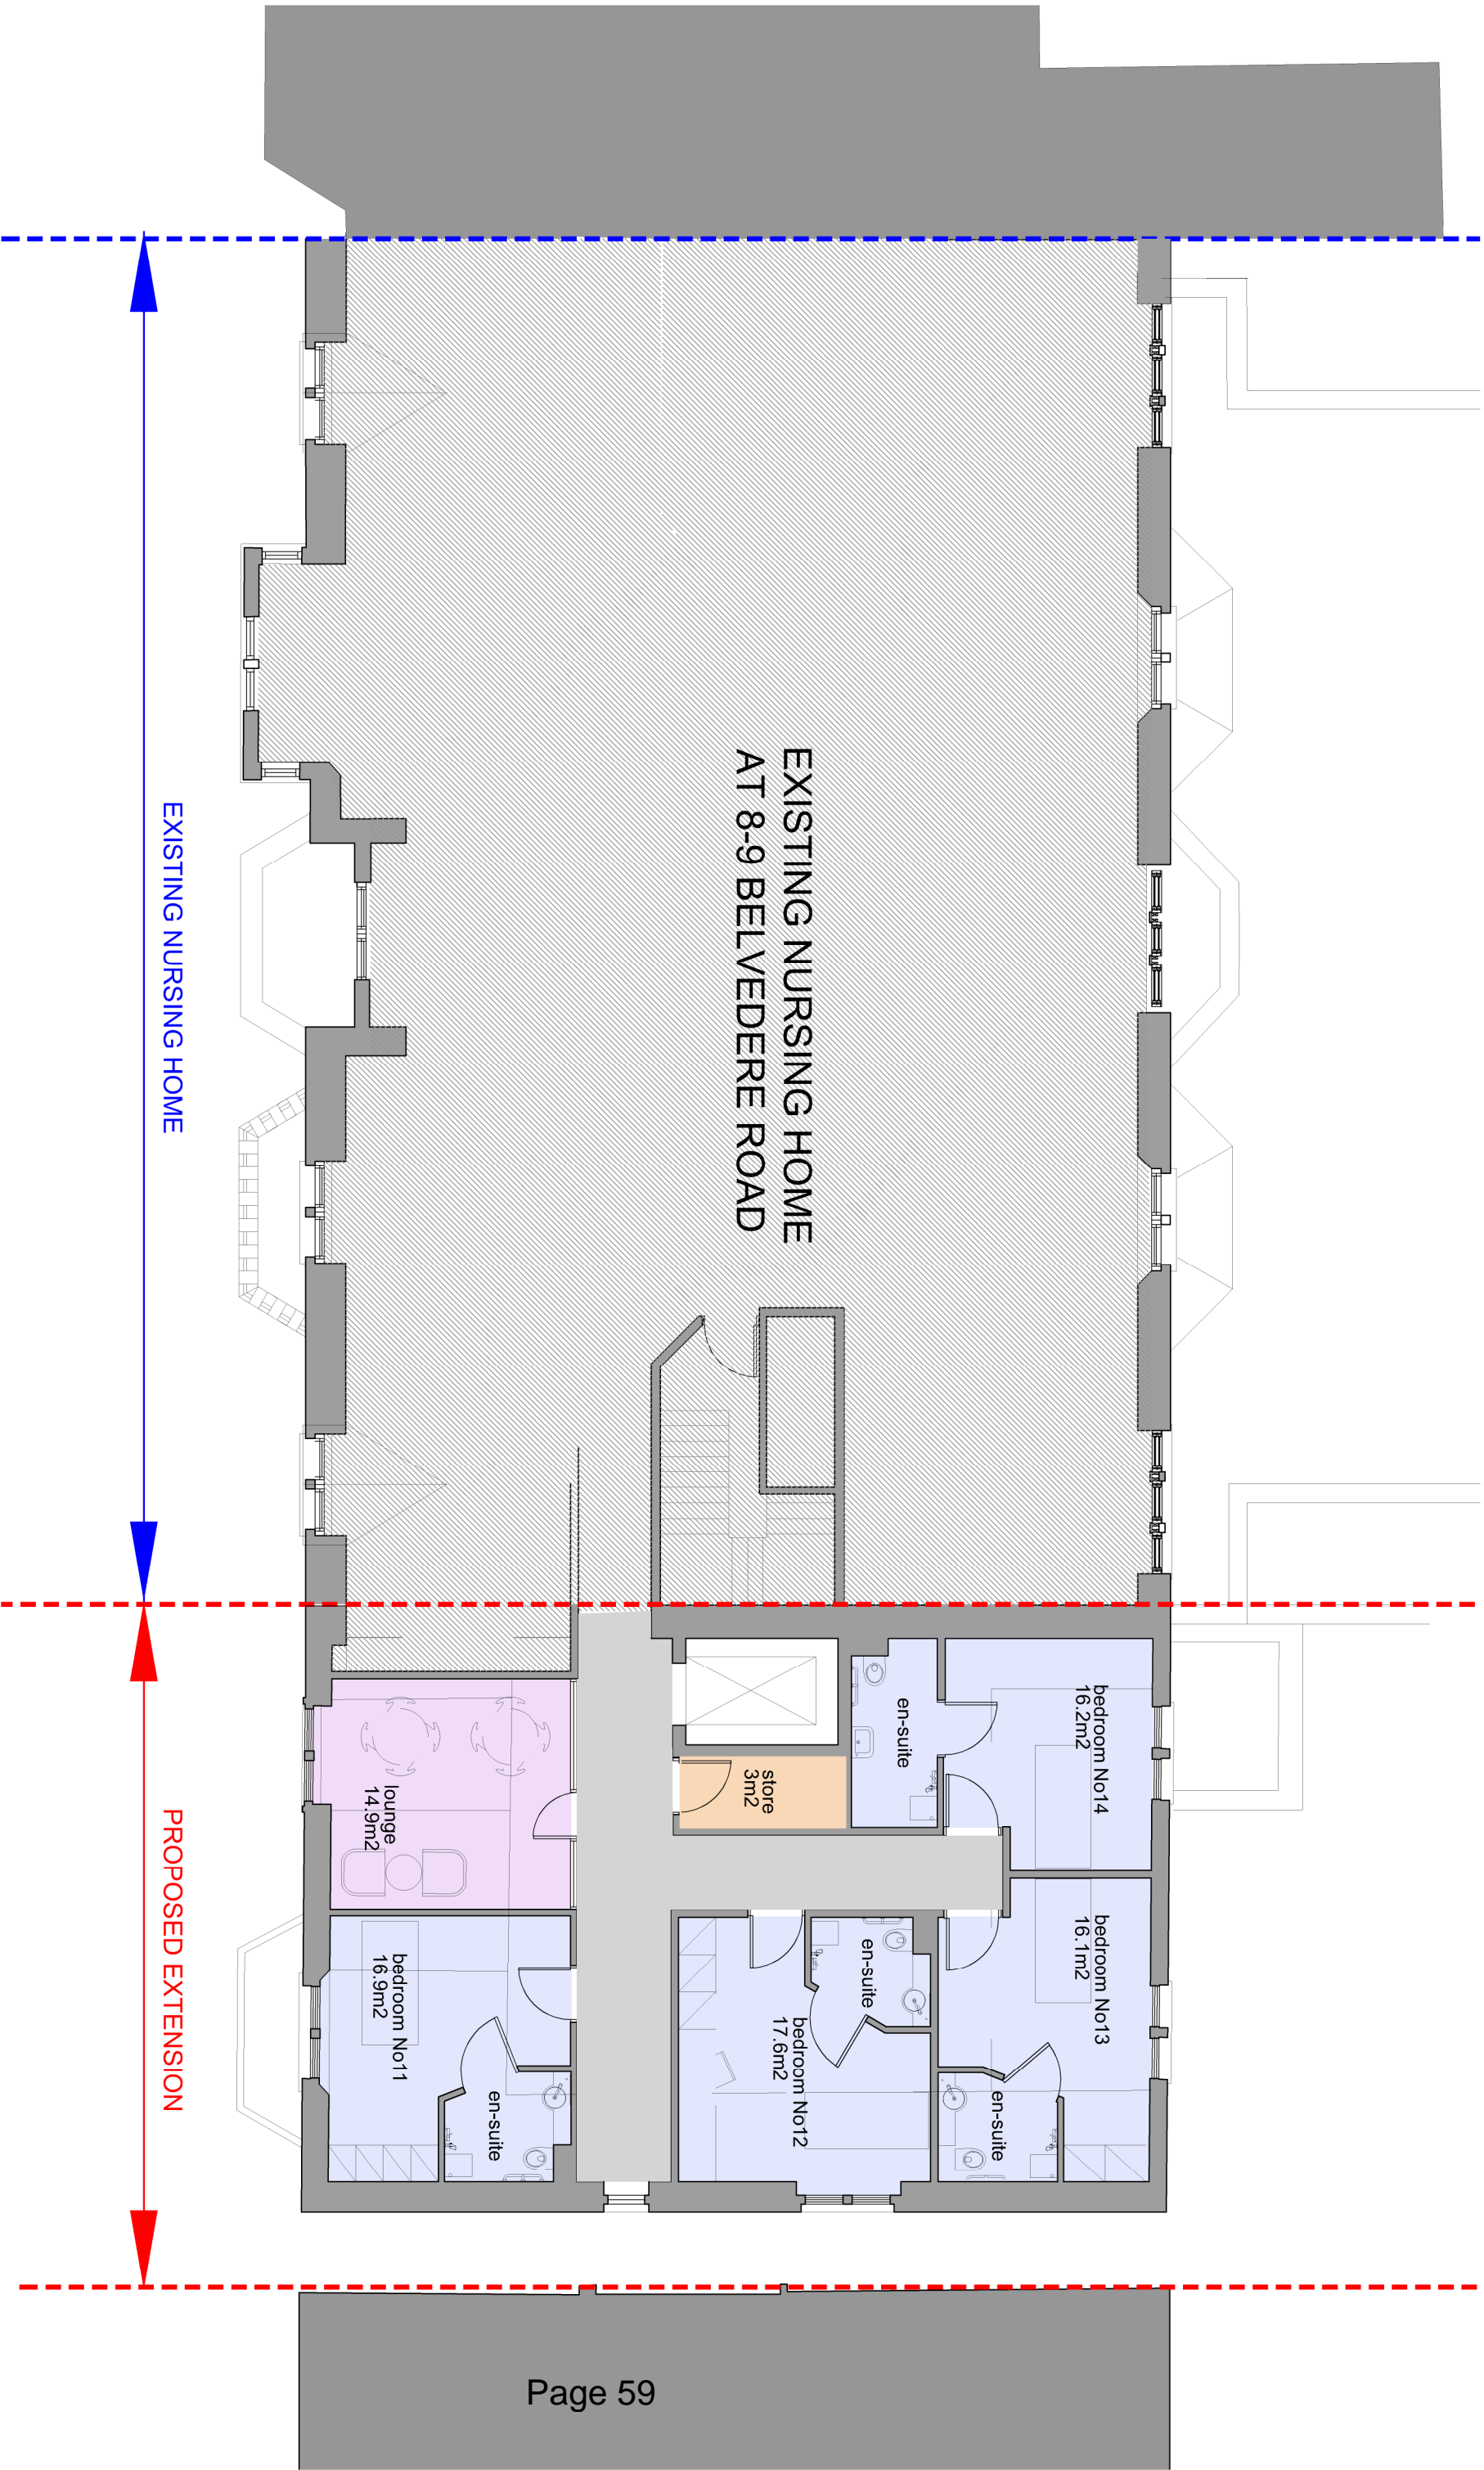 EXISTING NURSING HOME
AT 8-9 BELVEDERE ROAD
EXISTING NURSING HOME
PROPOSED EXTENSION
bedroom No14
16.2m2
en-suite
store
3m2
lounge
14.9m2
bedroom No13
16.1m2
en-suite
bedroom No12
17.6m2
en-suite
bedroom No11
16.9m2
en-suite
Page 59